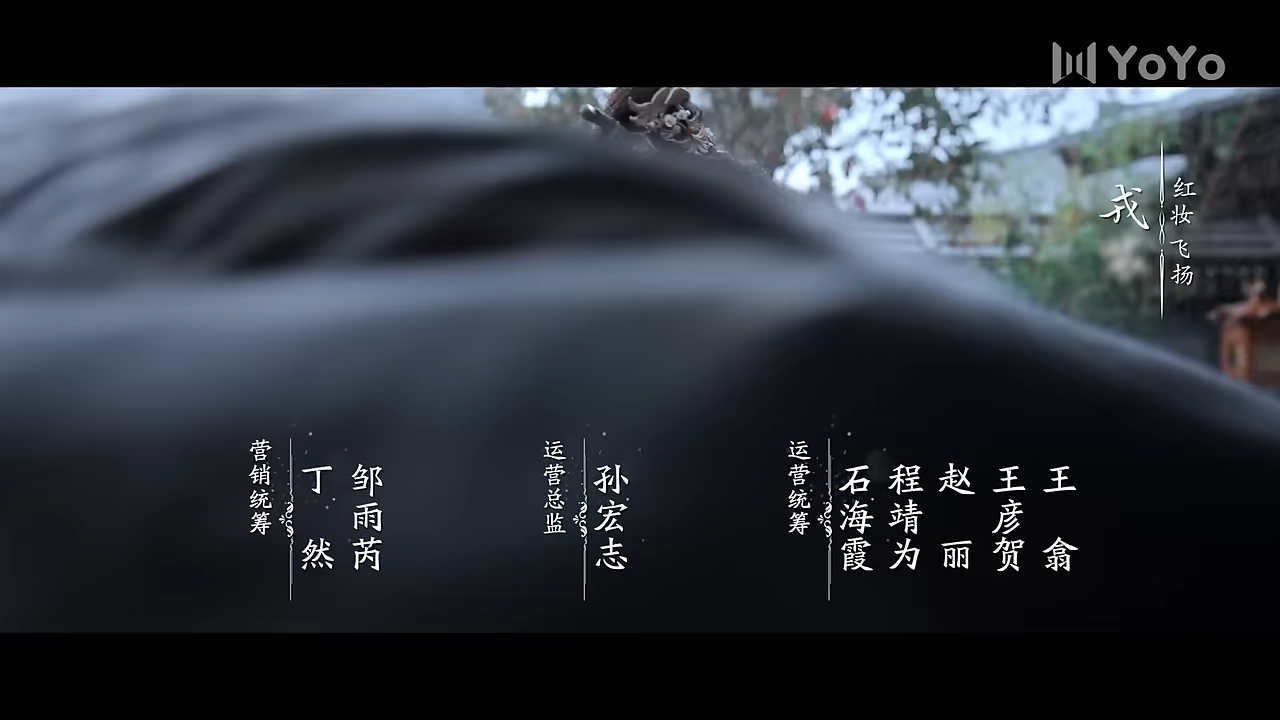 YoYo
戎
红妆飞扬
营销统筹
丁然
邹雨芮
运营总监
孙宏志
运营统筹
石海霞
程靖为
赵丽
王彦贺
王翕